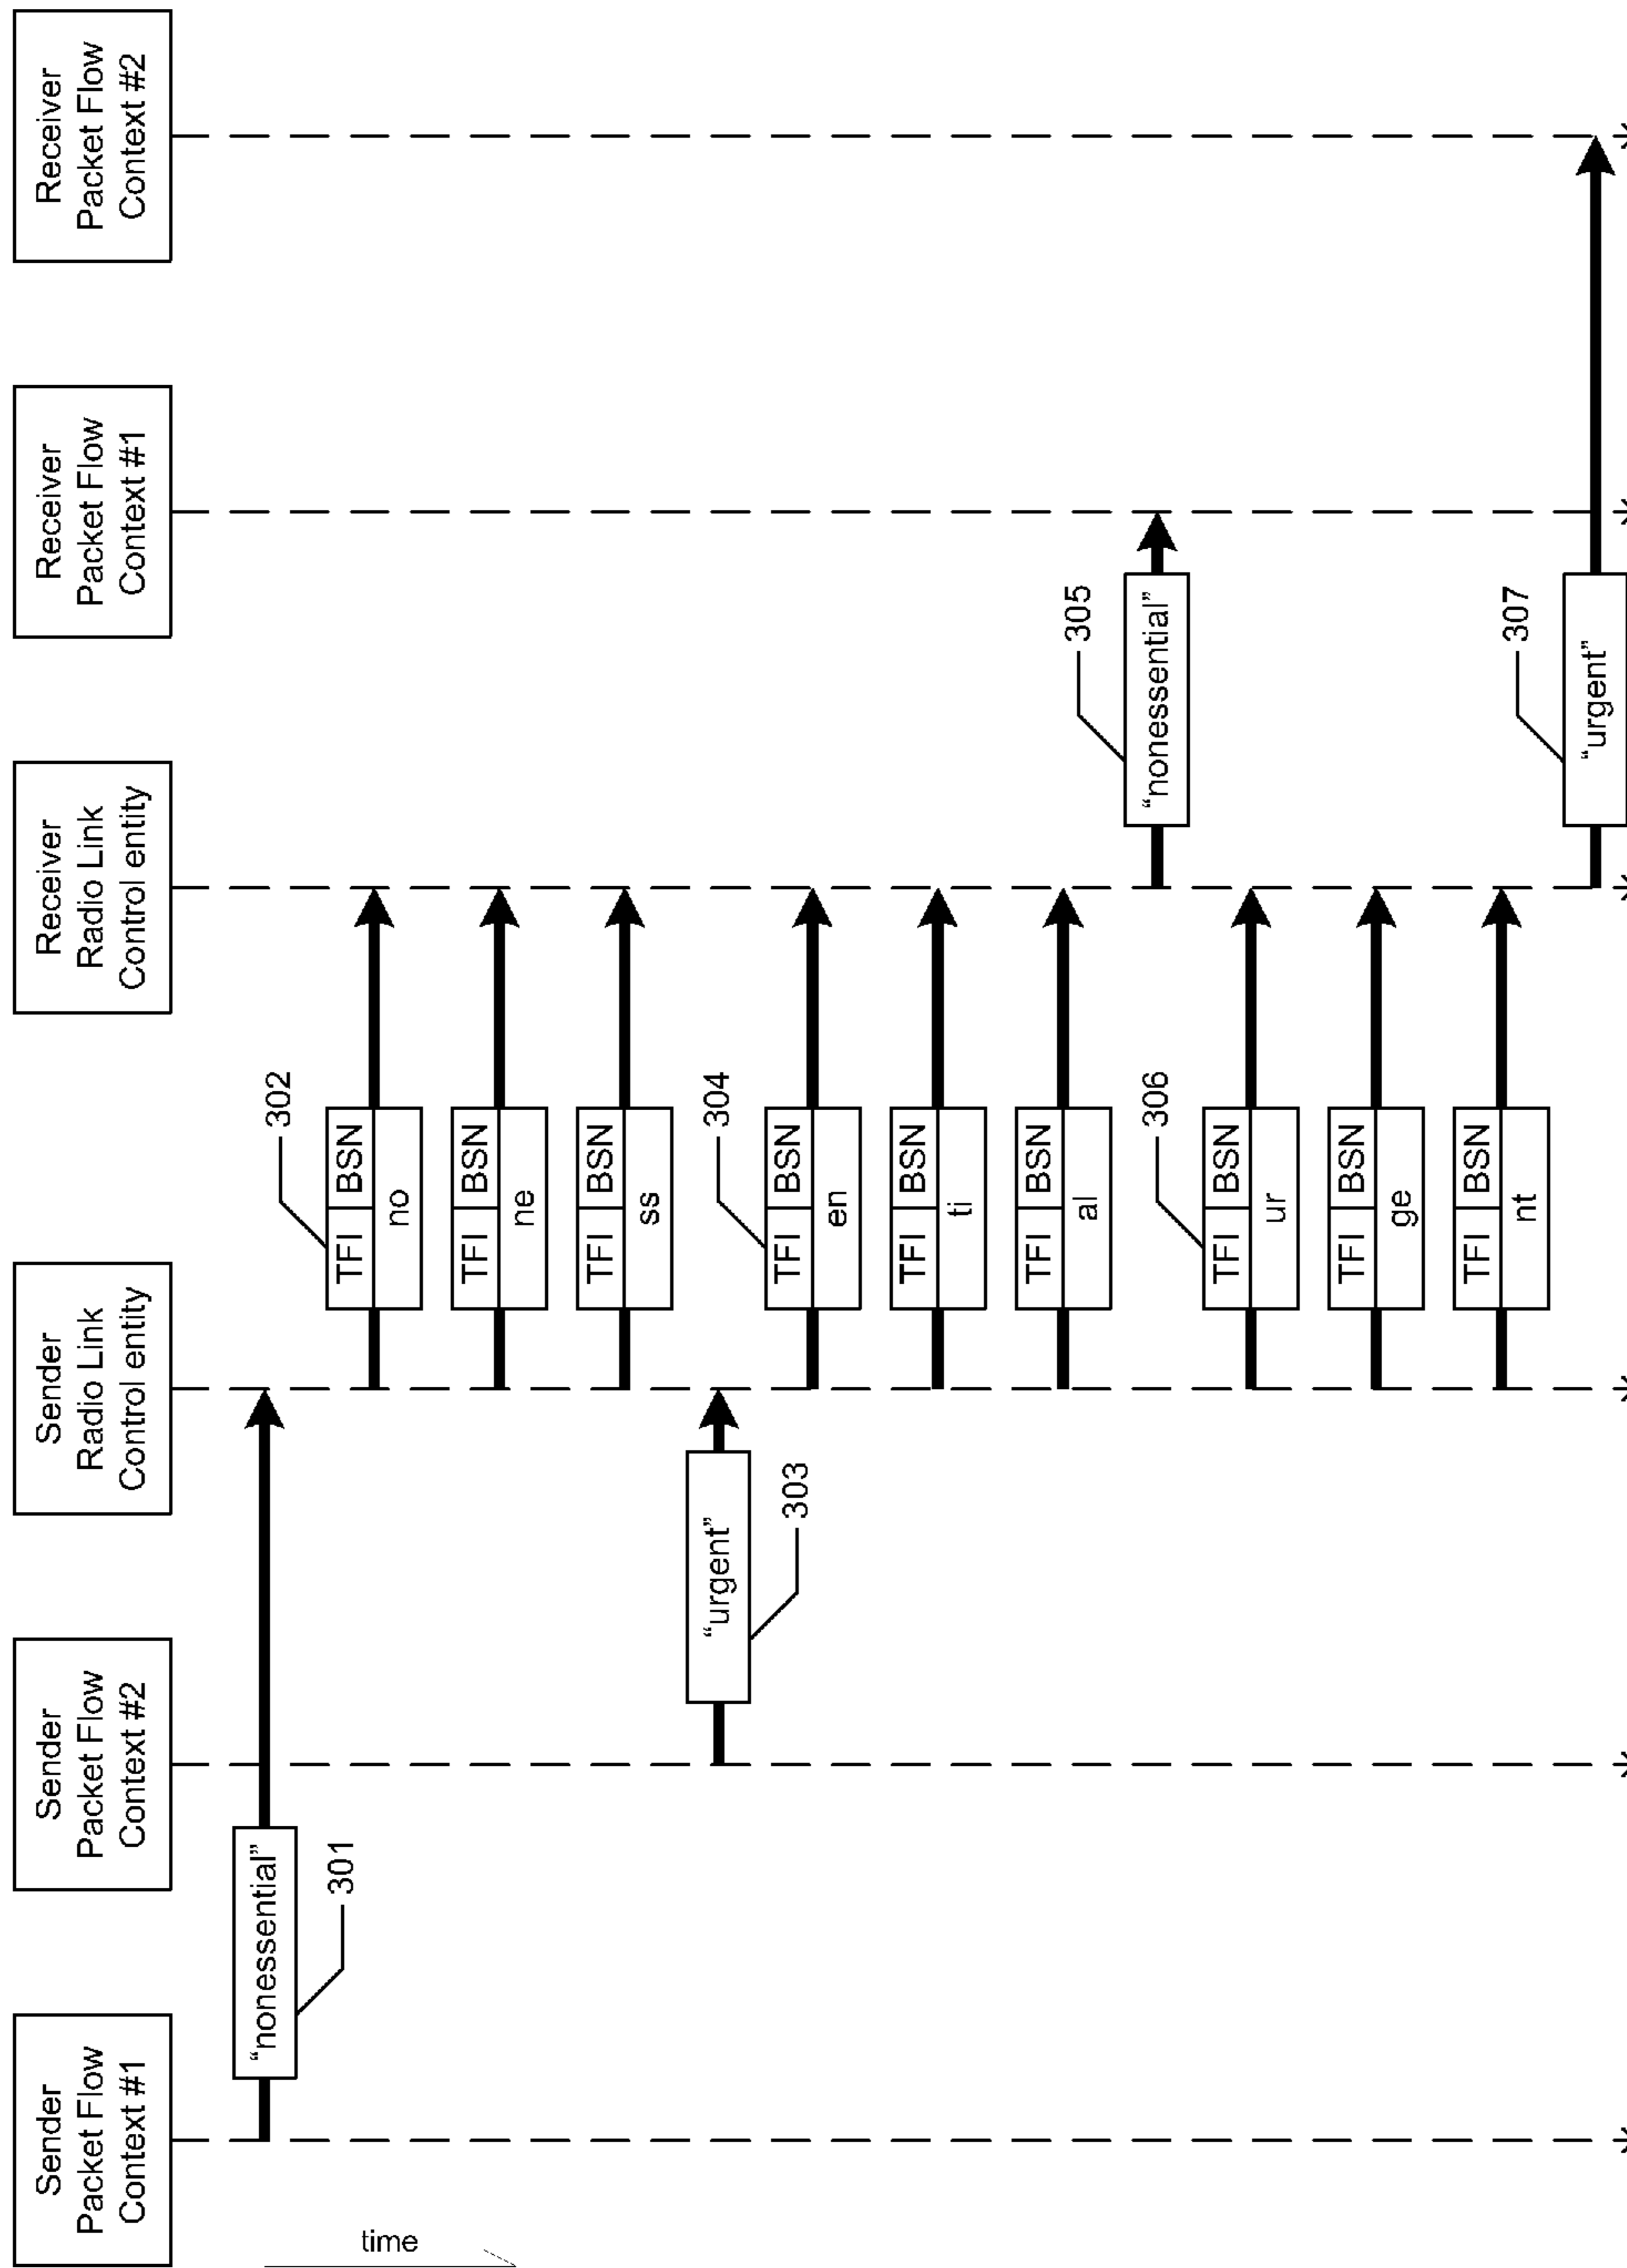 Sender
Packet Flow
Context #1
Sender
Packet Flow
Context #2
Sender
Radio Link
Control entity
Receiver
Radio Link
Control entity
Receiver
Packet Flow
Context #1
Receiver
Packet Flow
Context #2
time
“nonessential”
301
302
TFI BSN
no
TFI BSN
ne
TFI BSN
ss
“urgent”
303
304
TFI BSN
en
TFI BSN
ti
TFI BSN
al
305
“nonessential”
306
TFI BSN
ur
TFI BSN
ge
TFI BSN
nt
307
“urgent”